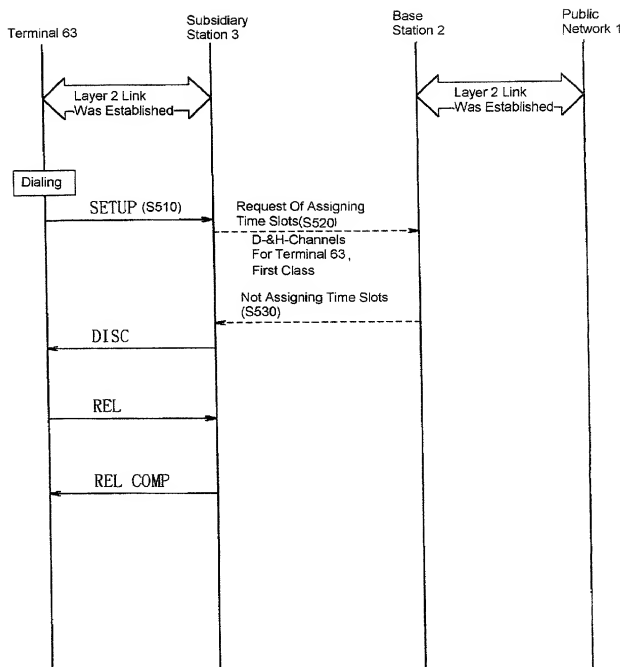 Terminal 63
Subsidiary
Station 3
Base
Station 2
Public
Network 1
Layer 2 Link
Was Established
Layer 2 Link
Was Established
Dialing
SETUP (S510)
Request Of Assigning
Time Slots(S520)
D-&H-Channels
For Terminal 63,
First Class
Not Assigning Time Slots
(S530)
DISC
REL
REL COMP